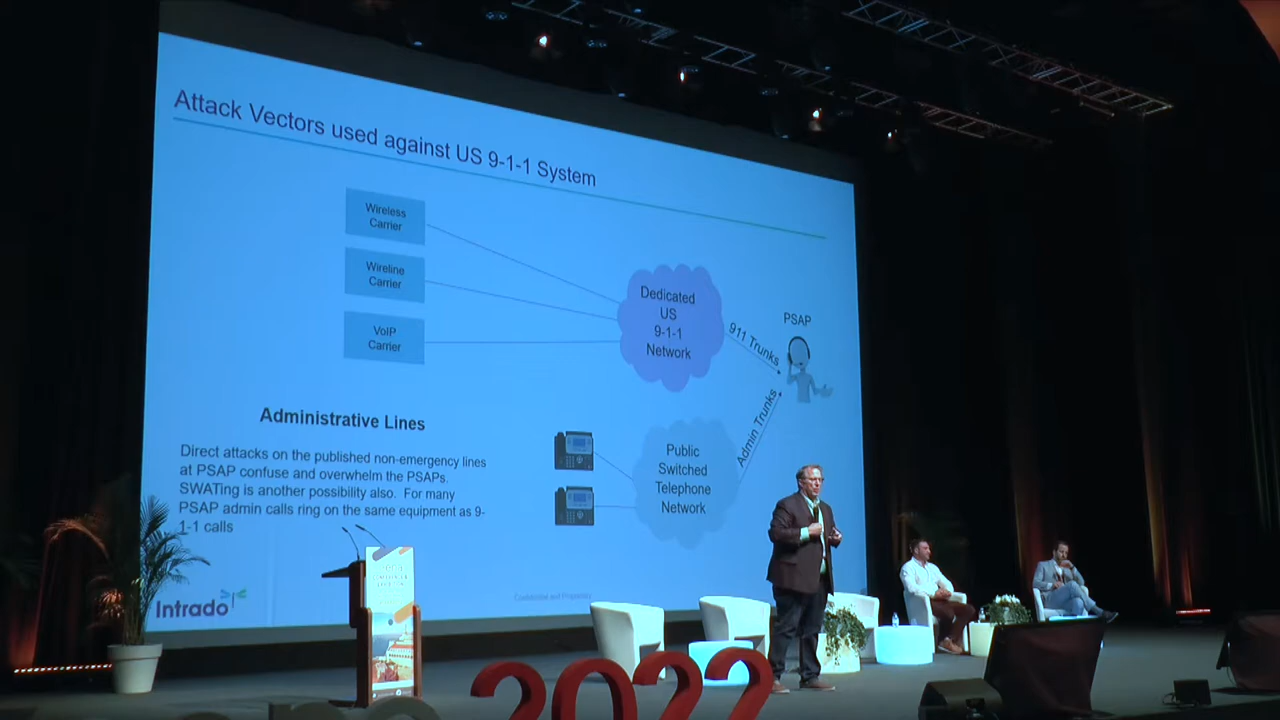 Attack Vectors used against US 9-1-1 System
Wireless
Carrier
Wireline
Carrier
VoIP
Carrier
Dedicated
US
9-1-1
Network
911 Trunks
PSAP
Administrative Lines
Direct attacks on the published non-emergency lines
at PSAP confuse and overwhelm the PSAPs.
SWATing is another possibility also. For many
PSAP admin calls ring on the same equipment as 9-
1-1 calls
Public
Switched
Telephone
Network
Admin Trunks
Intrado
Confidential and Proprietary
2022